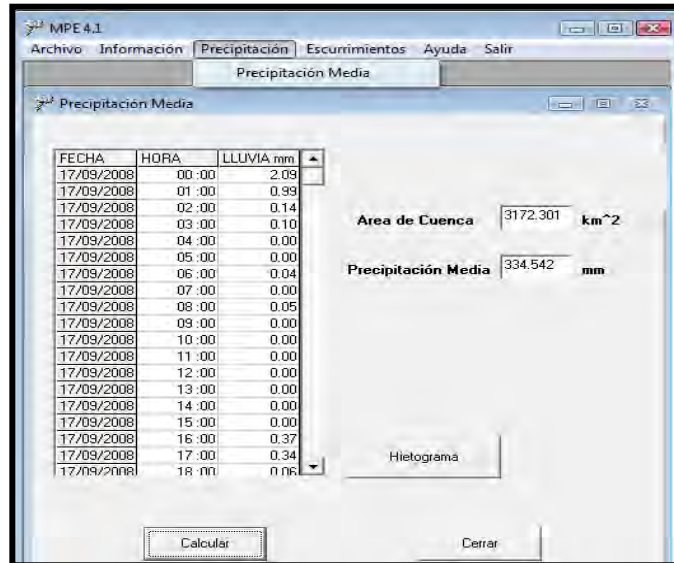 MPE 4.1
Archivo Información Precipitación Escurrimientos Ayuda Salir
Precipitación Media
Precipitación Media
FECHA HORA LLUVIA mm
17/09/2008 00 :00 2.09
17/09/2008 01 :00 0.99
17/09/2008 02 :00 0.14
17/09/2008 03 :00 0.10
17/09/2008 04 :00 0.00
17/09/2008 05 :00 0.00
17/09/2008 06 :00 0.04
17/09/2008 07 :00 0.00
17/09/2008 08 :00 0.05
17/09/2008 09 :00 0.00
17/09/2008 10 :00 0.00
17/09/2008 11 :00 0.00
17/09/2008 12 :00 0.00
17/09/2008 13 :00 0.00
17/09/2008 14 :00 0.00
17/09/2008 15 :00 0.00
17/09/2008 16 :00 0.37
17/09/2008 17 :00 0.34
17/09/2008 18 :00 0.06
Area de Cuenca 3172.301 km^2
Precipitación Media 334.542 mm
Hietograma
Calcular Cerrar